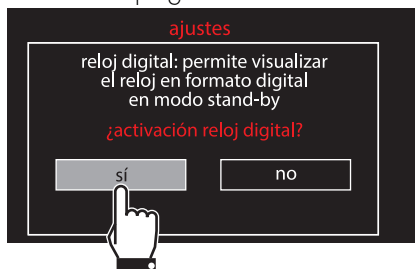 ajustes
reloj digital: permite visualizar
el reloj en formato digital
en modo stand-by
¿activación reloj digital?
sí
no